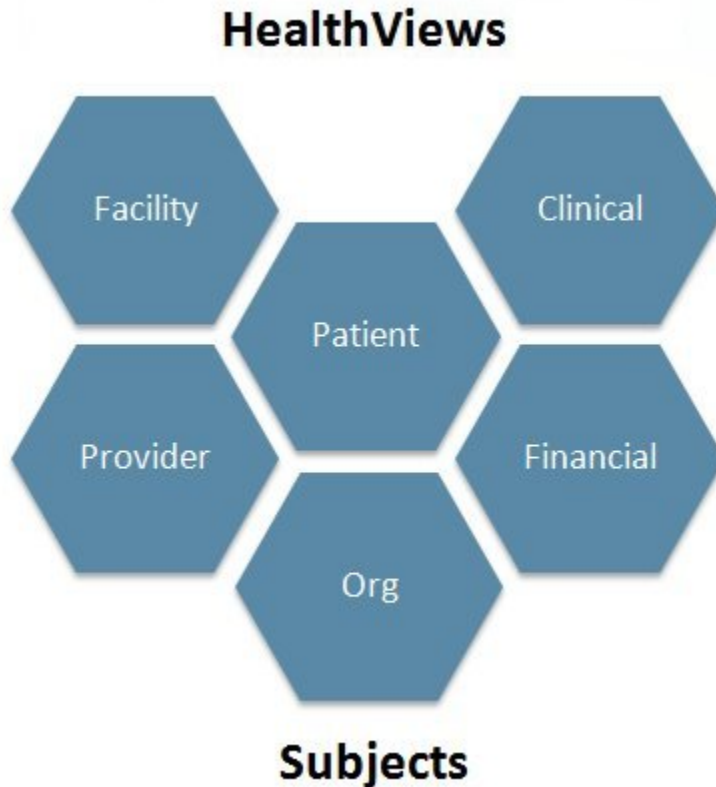 HealthViews
Facility
Clinical
Patient
Provider
Financial
Org
Subjects